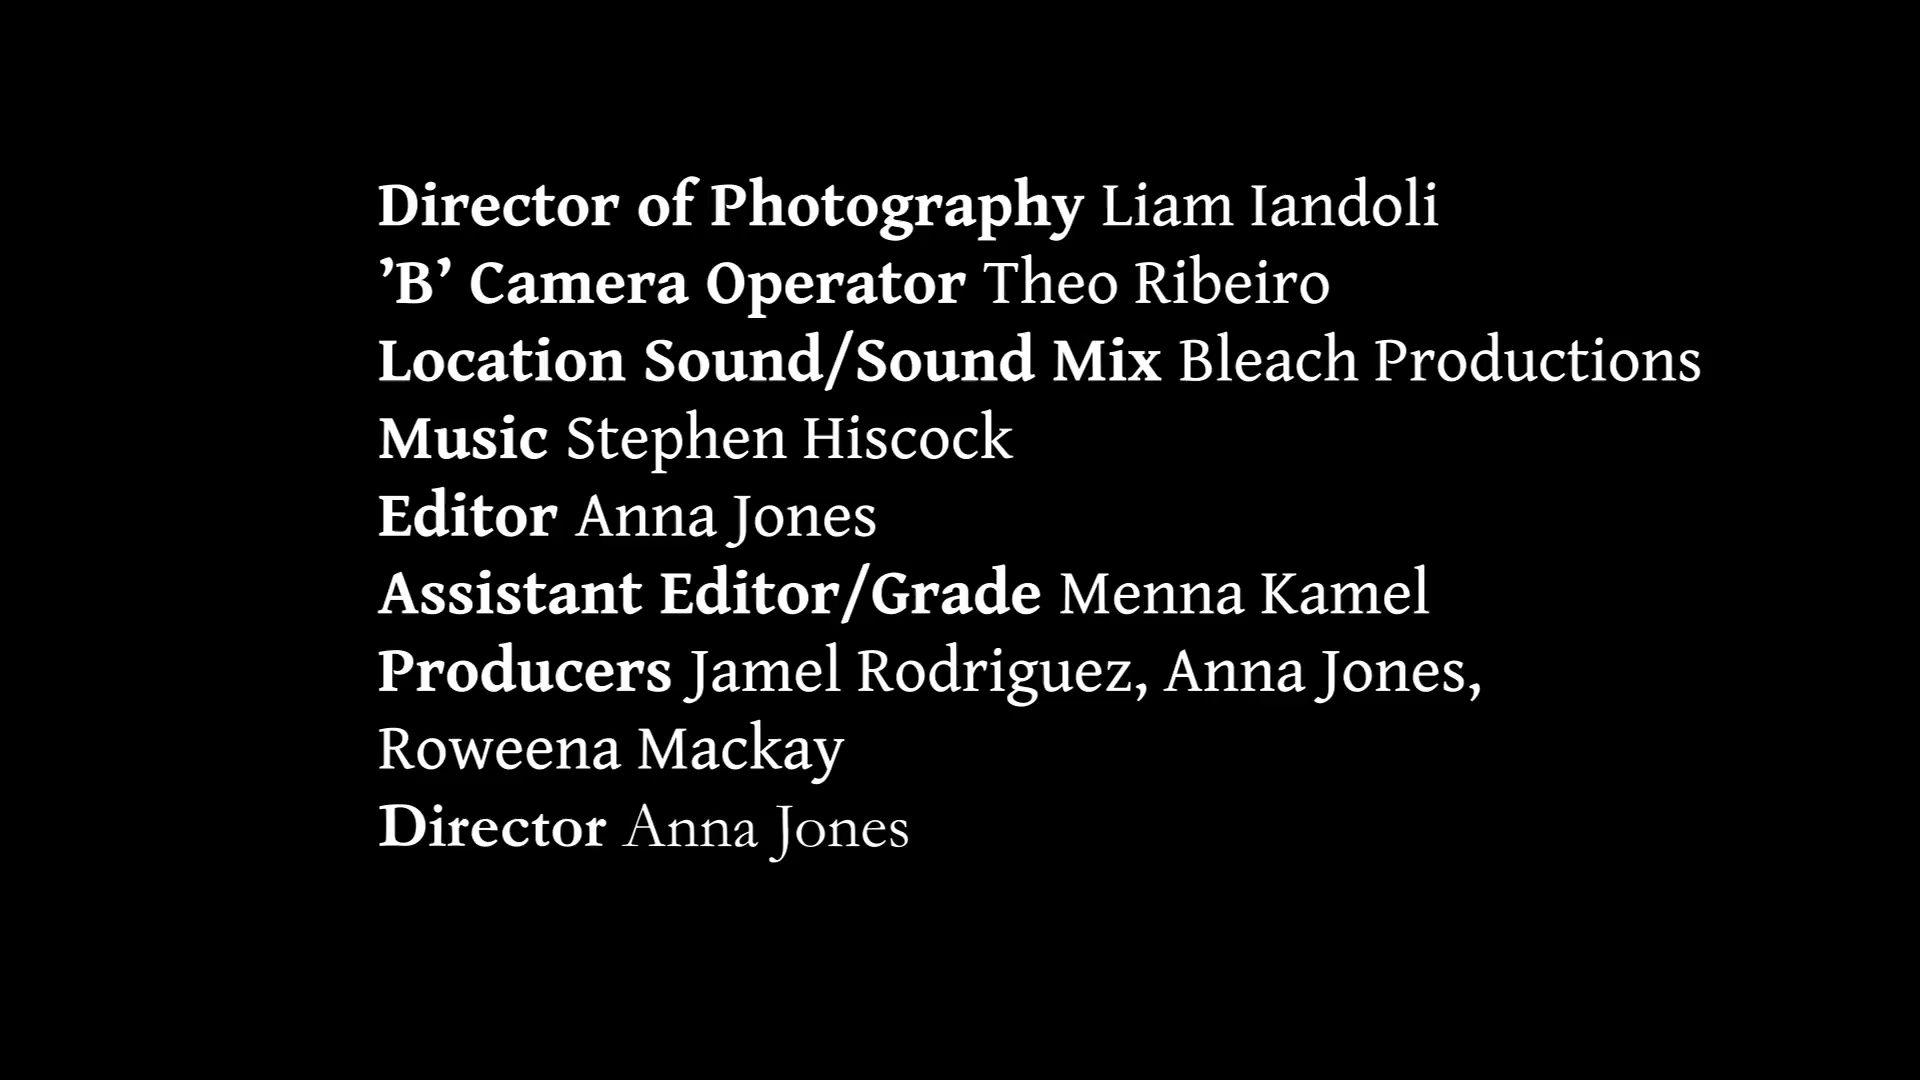 Director of Photography Liam Iandoli
’B’ Camera Operator Theo Ribeiro
Location Sound/Sound Mix Bleach Productions
Music Stephen Hiscock
Editor Anna Jones
Assistant Editor/Grade Menna Kamel
Producers Jamel Rodriguez, Anna Jones,
Roweena Mackay
Director Anna Jones